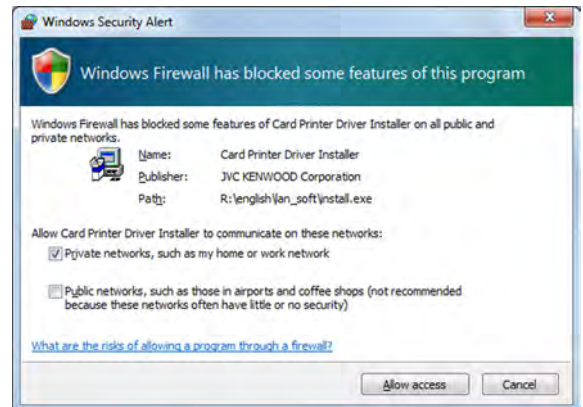 Windows Security Alert
Windows Firewall has blocked some features of this program
Windows Firewall has blocked some features of Card Printer Driver Installer on all public and
private networks.
Name: Card Printer Driver Installer
Publisher: JVC KENWOOD Corporation
Path: R:\english\lan_soft\install.exe
Allow Card Printer Driver Installer to communicate on these networks:
Private networks, such as my home or work network
Public networks, such as those in airports and coffee shops (not recommended
because these networks often have little or no security)
What are the risks of allowing a program through a firewall?
Allow access Cancel